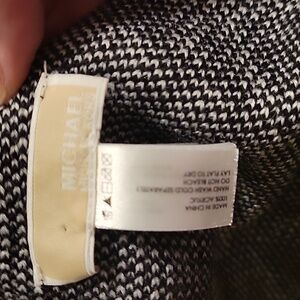 MICHAEL
MADE IN CHINA
100% ACRYLIC
HAND WASH COLD SEPARATELY
DO NOT BLEACH
LAY FLAT TO DRY